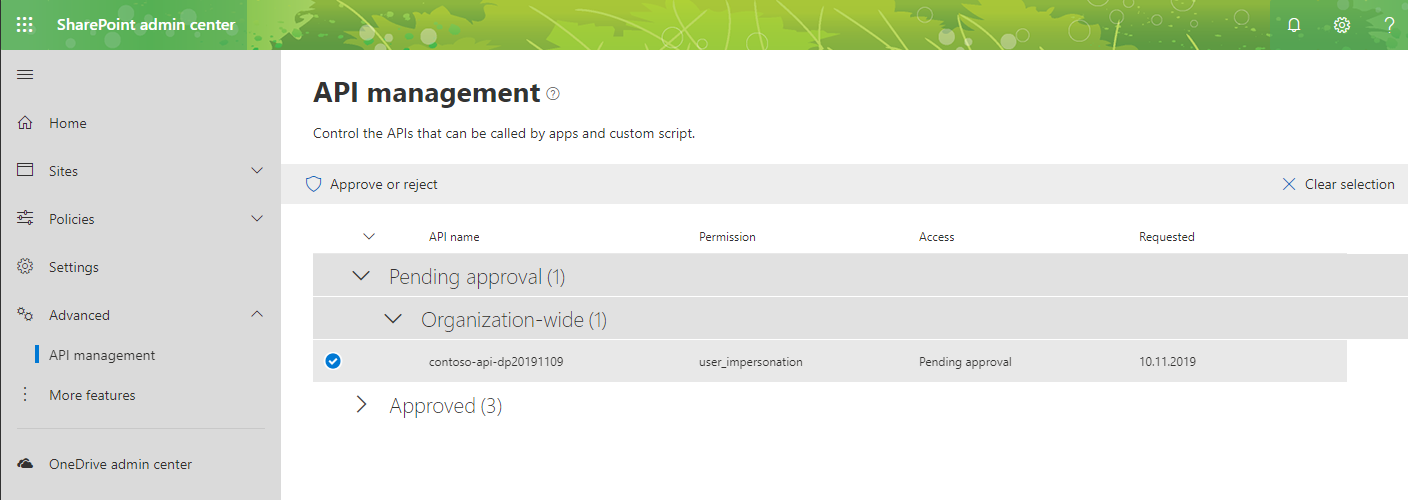 SharePoint admin center
Home
Sites
Policies
Settings
Advanced
API management
More features
OneDrive admin center
API management
Control the APIs that can be called by apps and custom script.
Approve or reject Clear selection
API name Permission Access Requested
Pending approval (1)
Organization-wide (1)
contoso-api-dp20191109 user_impersonation Pending approval 10.11.2019
Approved (3)